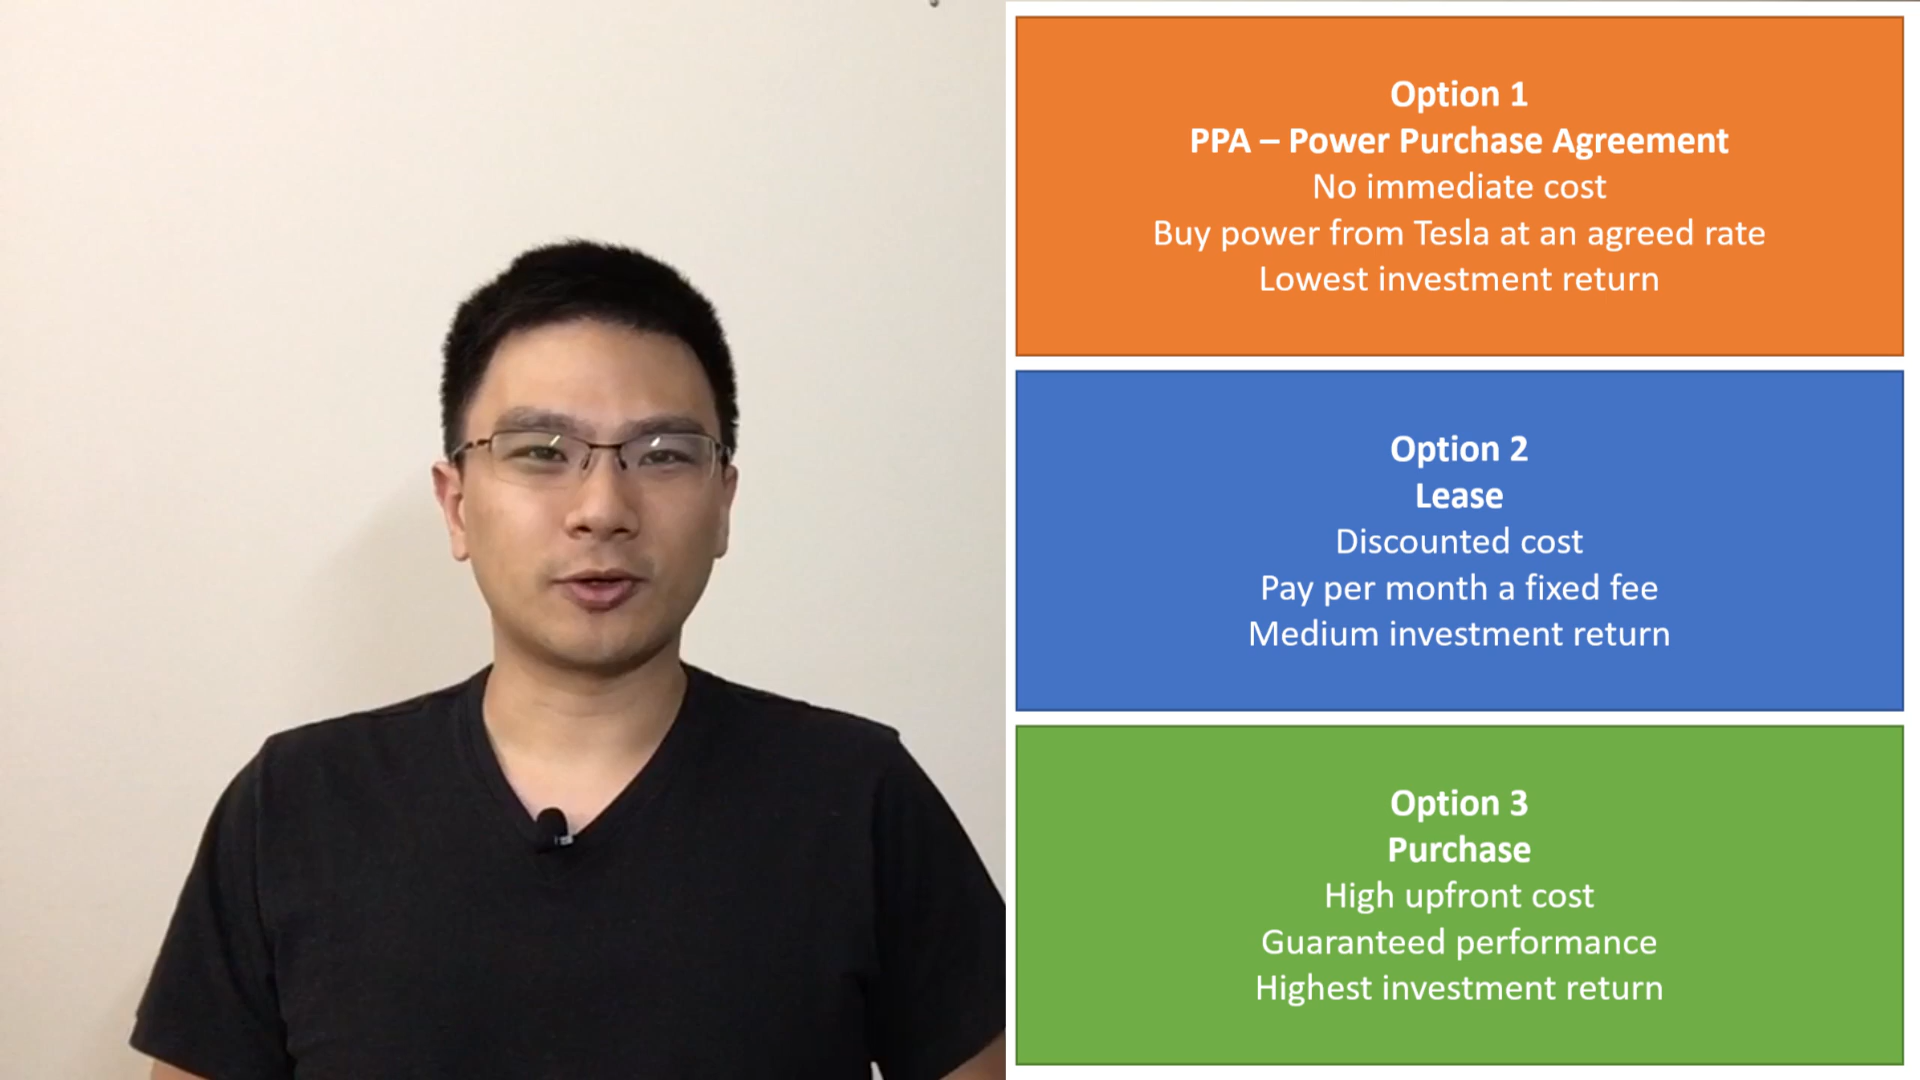 Option 1
PPA – Power Purchase Agreement
No immediate cost
Buy power from Tesla at an agreed rate
Lowest investment return
Option 2
Lease
Discounted cost
Pay per month a fixed fee
Medium investment return
Option 3
Purchase
High upfront cost
Guaranteed performance
Highest investment return